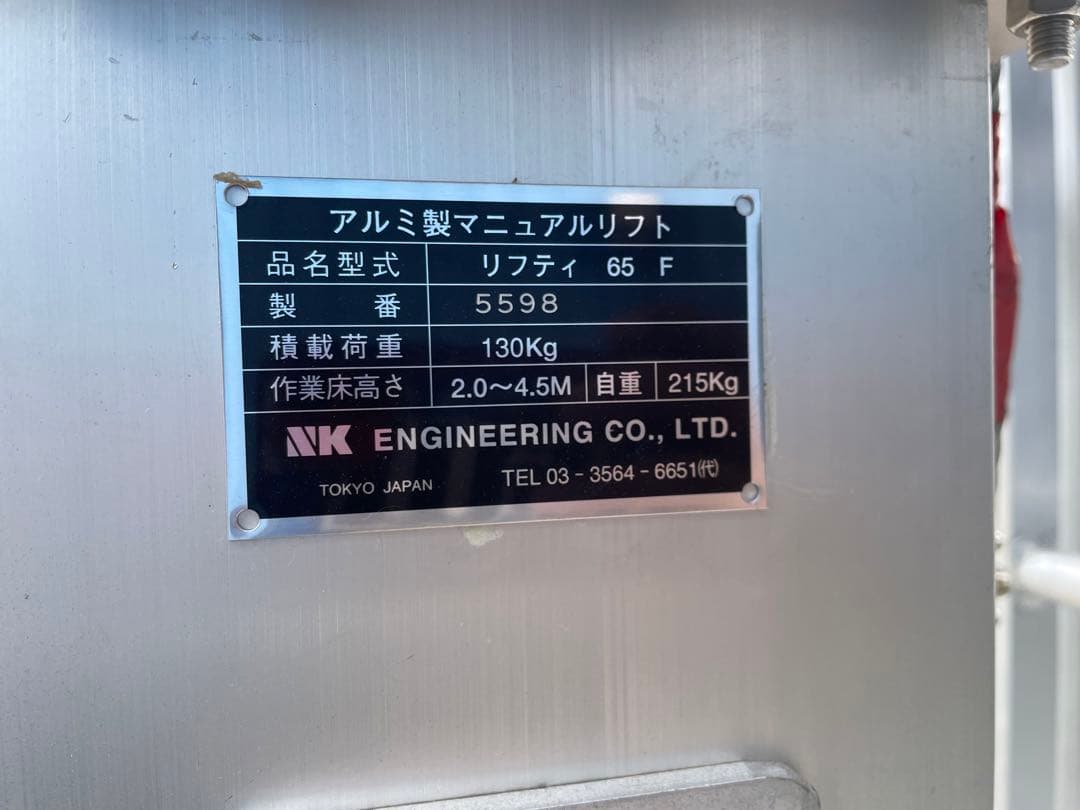 アルミ製マニュアルリフト
品名型式 リフティ 65 F
製番 5598
積載荷重 130Kg
作業床高さ 2.0～4.5M 自重 215Kg
NK ENGINEERING CO., LTD.
TOKYO JAPAN TEL 03-3564-6651㈹